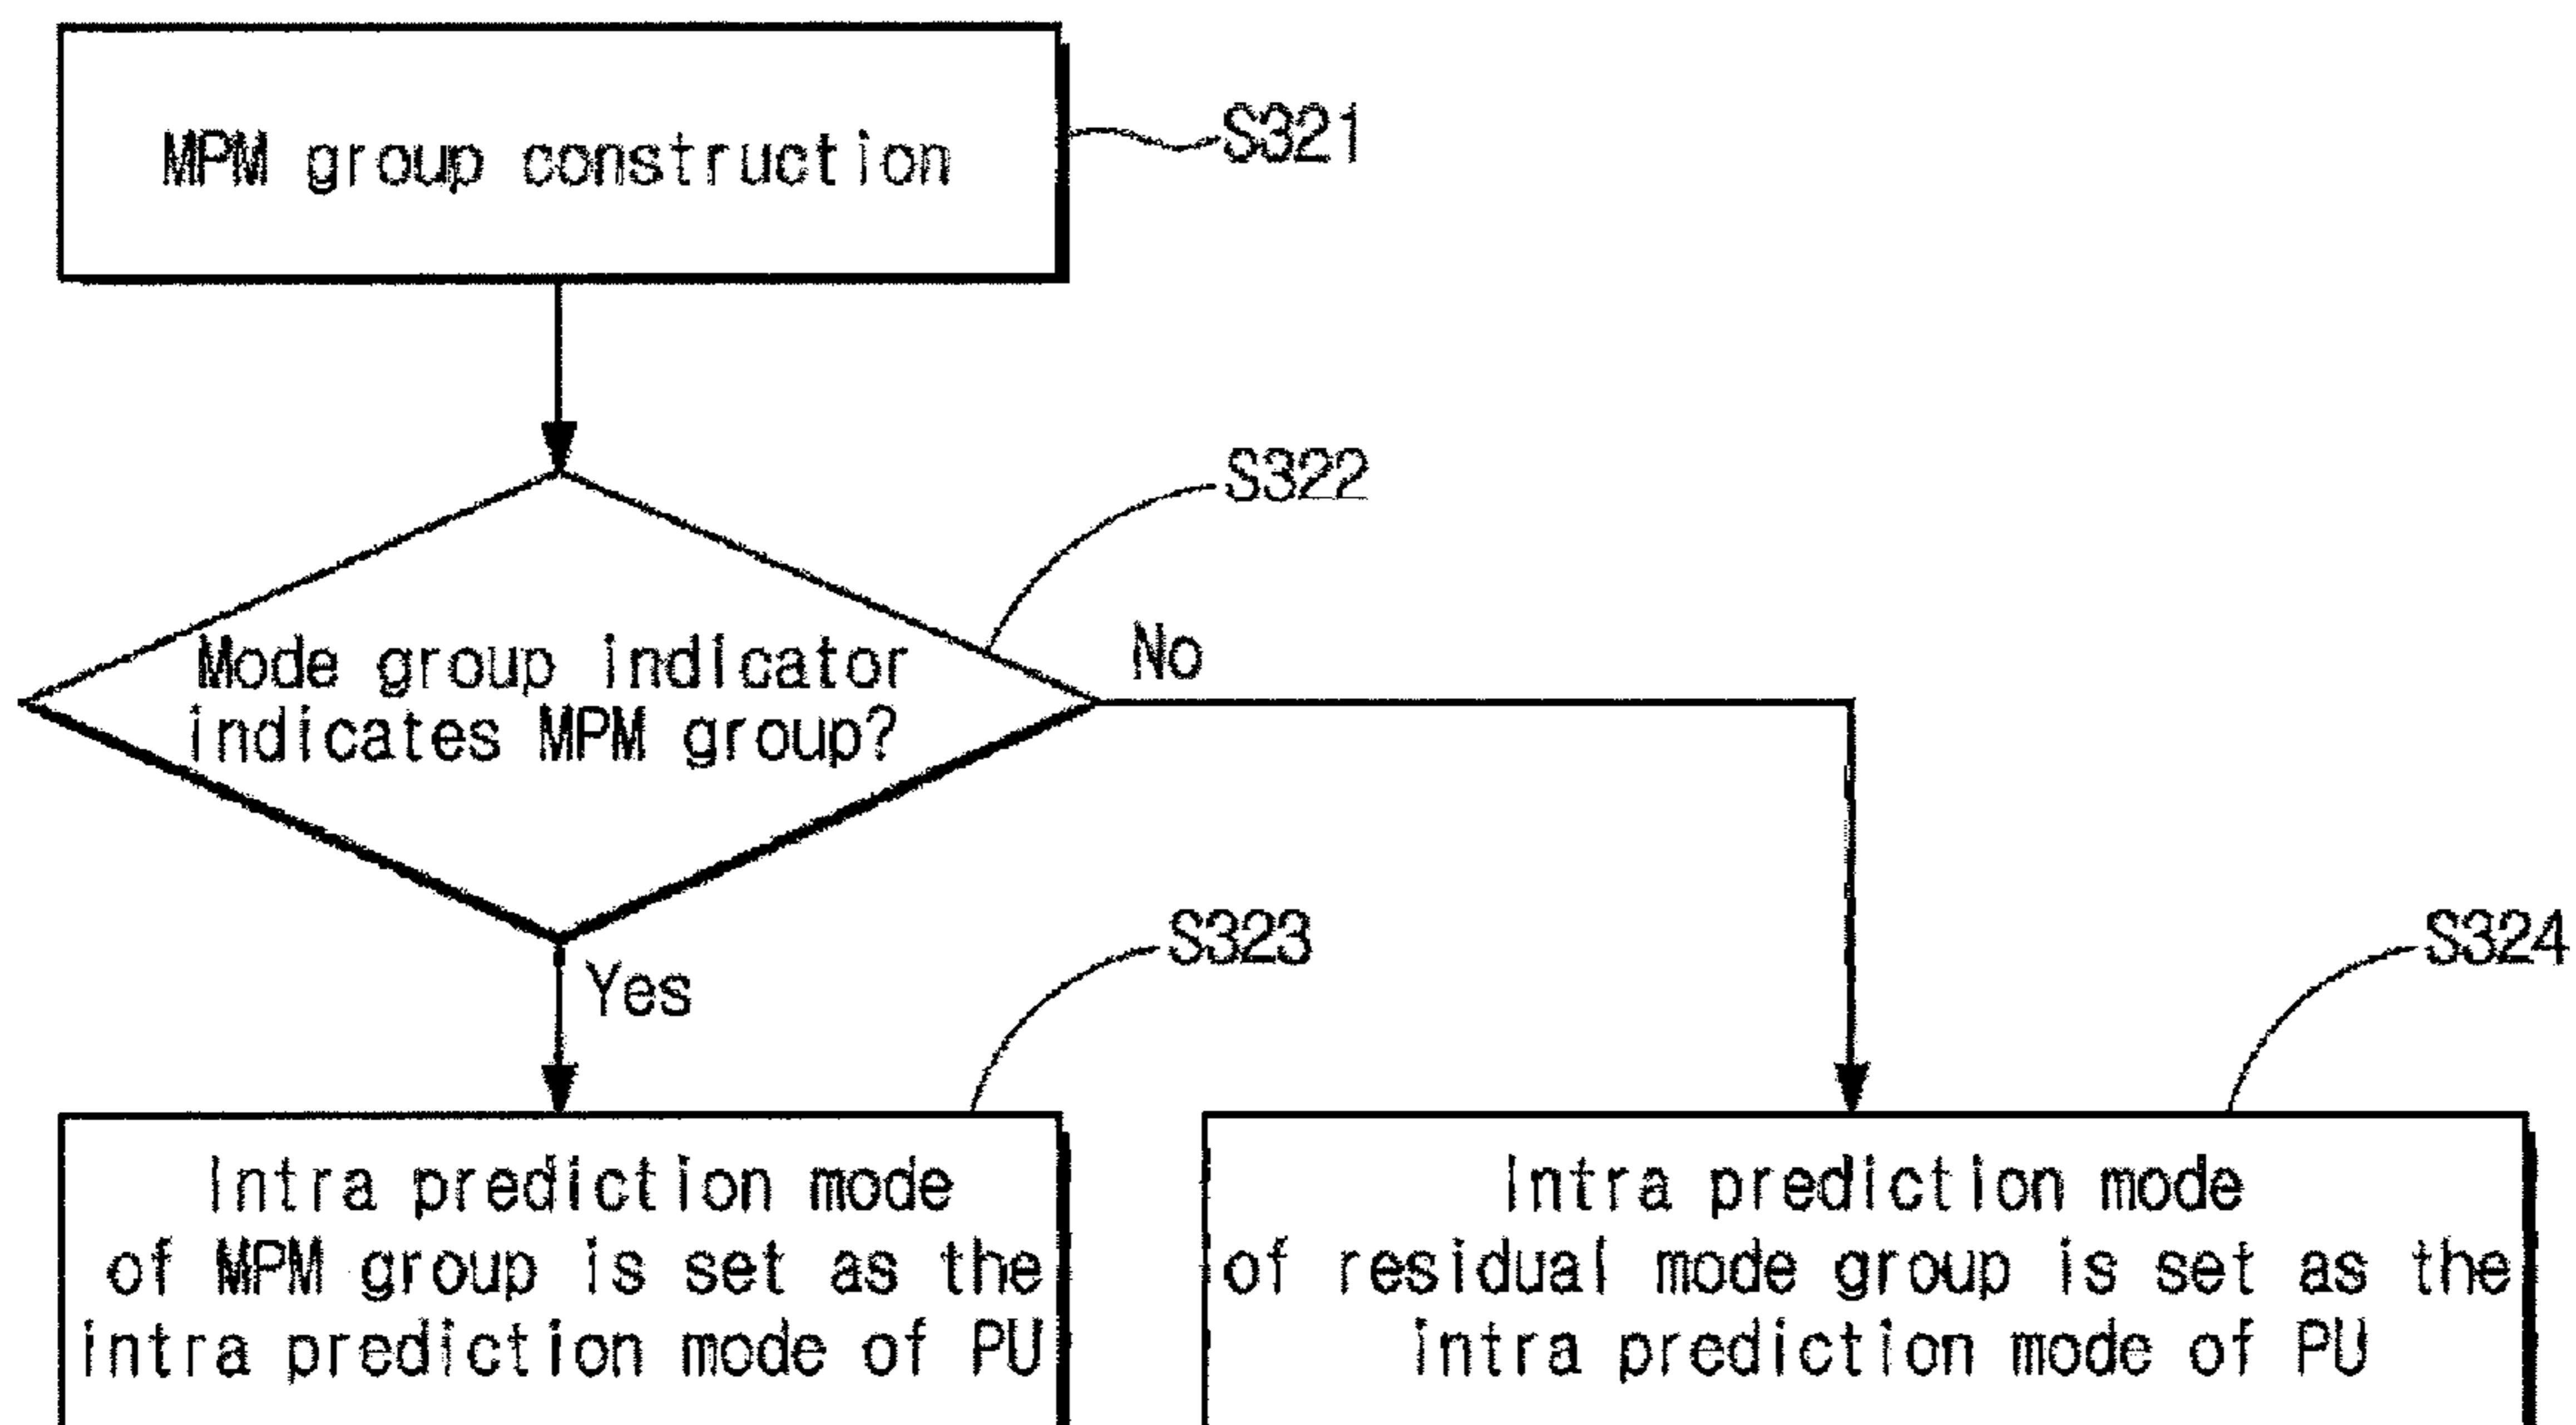 MPM group construction
S321
S322
Mode group indicator
indicates MPM group?
No
Yes
S323
S324
Intra prediction mode
of MPM group is set as the
intra prediction mode of PU
Intra prediction mode
of residual mode group is set as the
intra prediction mode of PU